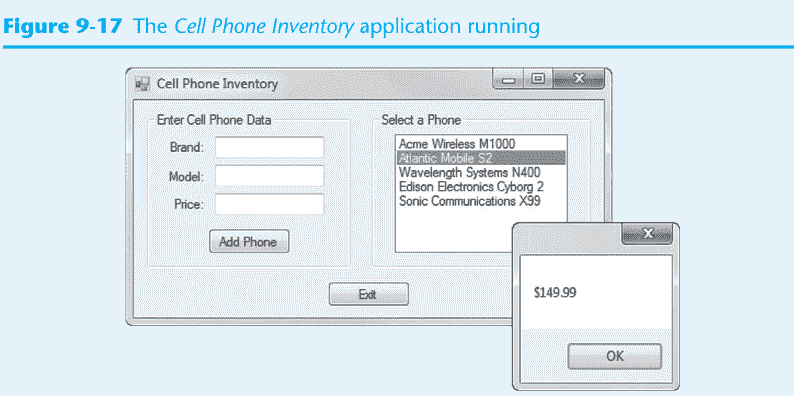 Figure 9-17 The Cell Phone Inventory application running
Cell Phone Inventory
Enter Cell Phone Data
Brand:
Model:
Price:
Add Phone
Select a Phone
Acme Wireless M1000
Atlantic Mobile S2
Wavelength Systems N400
Edison Electronics Cyborg 2
Sonic Communications X99
Exit
$149.99
OK